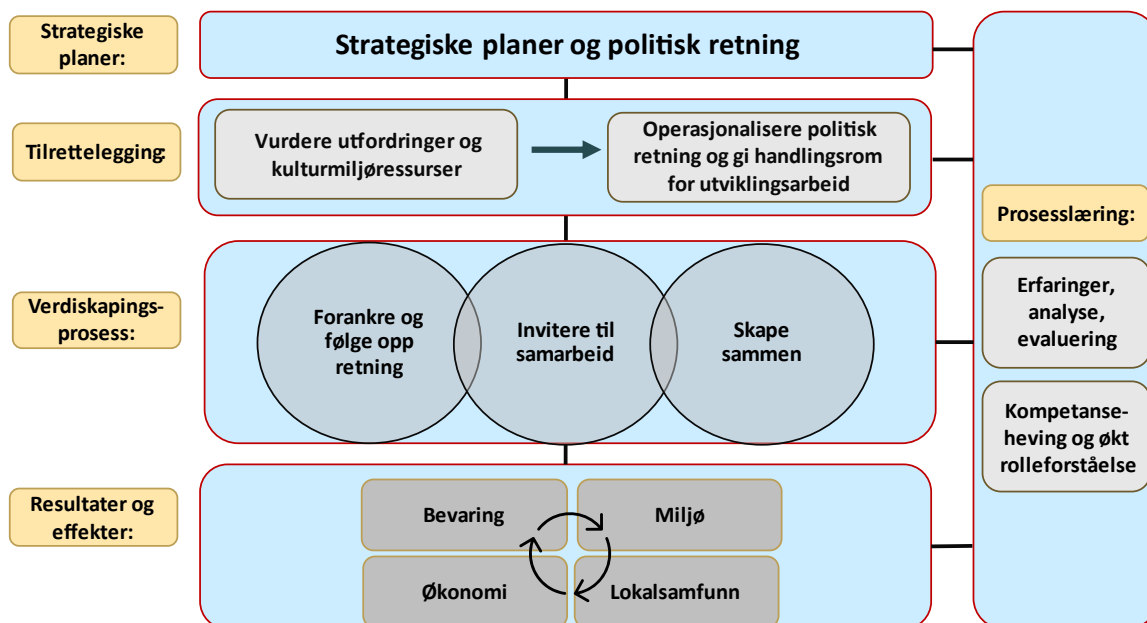 Strategiske
planer:
Strategiske planer og politisk retning
Tilrettelegging:
Vurdere utfordringer og
kulturmiljøressurser
Operasjonalisere politisk
retning og gi handlingsrom
for utviklingsarbeid
Verdiskapings-
prosess:
Forankre og
følge opp
retning
Invitere til
samarbeid
Skape
sammen
Resultater og
effekter:
Bevaring
Miljø
Økonomi
Lokalsamfunn
Prosesslæring:
Erfaringer,
analyse,
evaluering
Kompetanse-
heving og økt
rolleforståelse